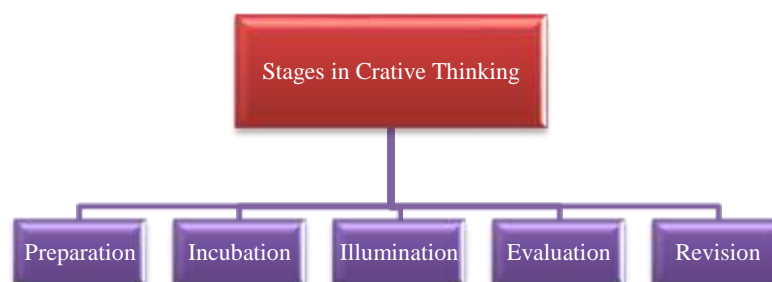 Stages in Crative Thinking
Preparation
Incubation
Illumination
Evaluation
Revision